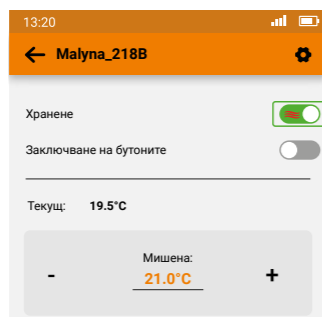 13:20
Malyna_218B
Хранене
Заключване на бутоните
Текущ: 19.5°C
Мишена:
- 21.0°C +